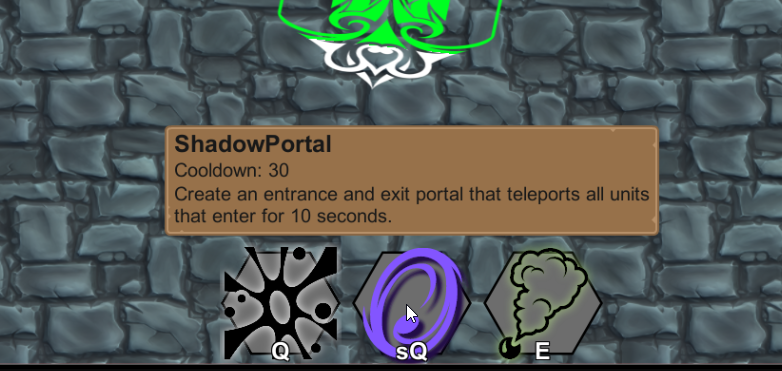 ShadowPortal
Cooldown: 30
Create an entrance and exit portal that teleports all units
that enter for 10 seconds.
Q sQ E